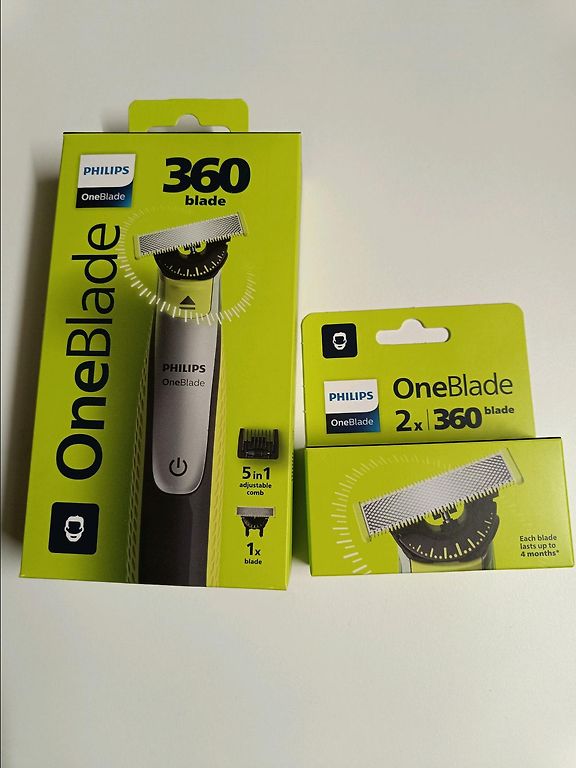 PHILIPS
OneBlade
360
blade
OneBlade
PHILIPS
OneBlade
5 in 1
adjustable
comb
1x
blade
PHILIPS
OneBlade
OneBlade
2x | 360 blade
Each blade
lasts up to
4 months*